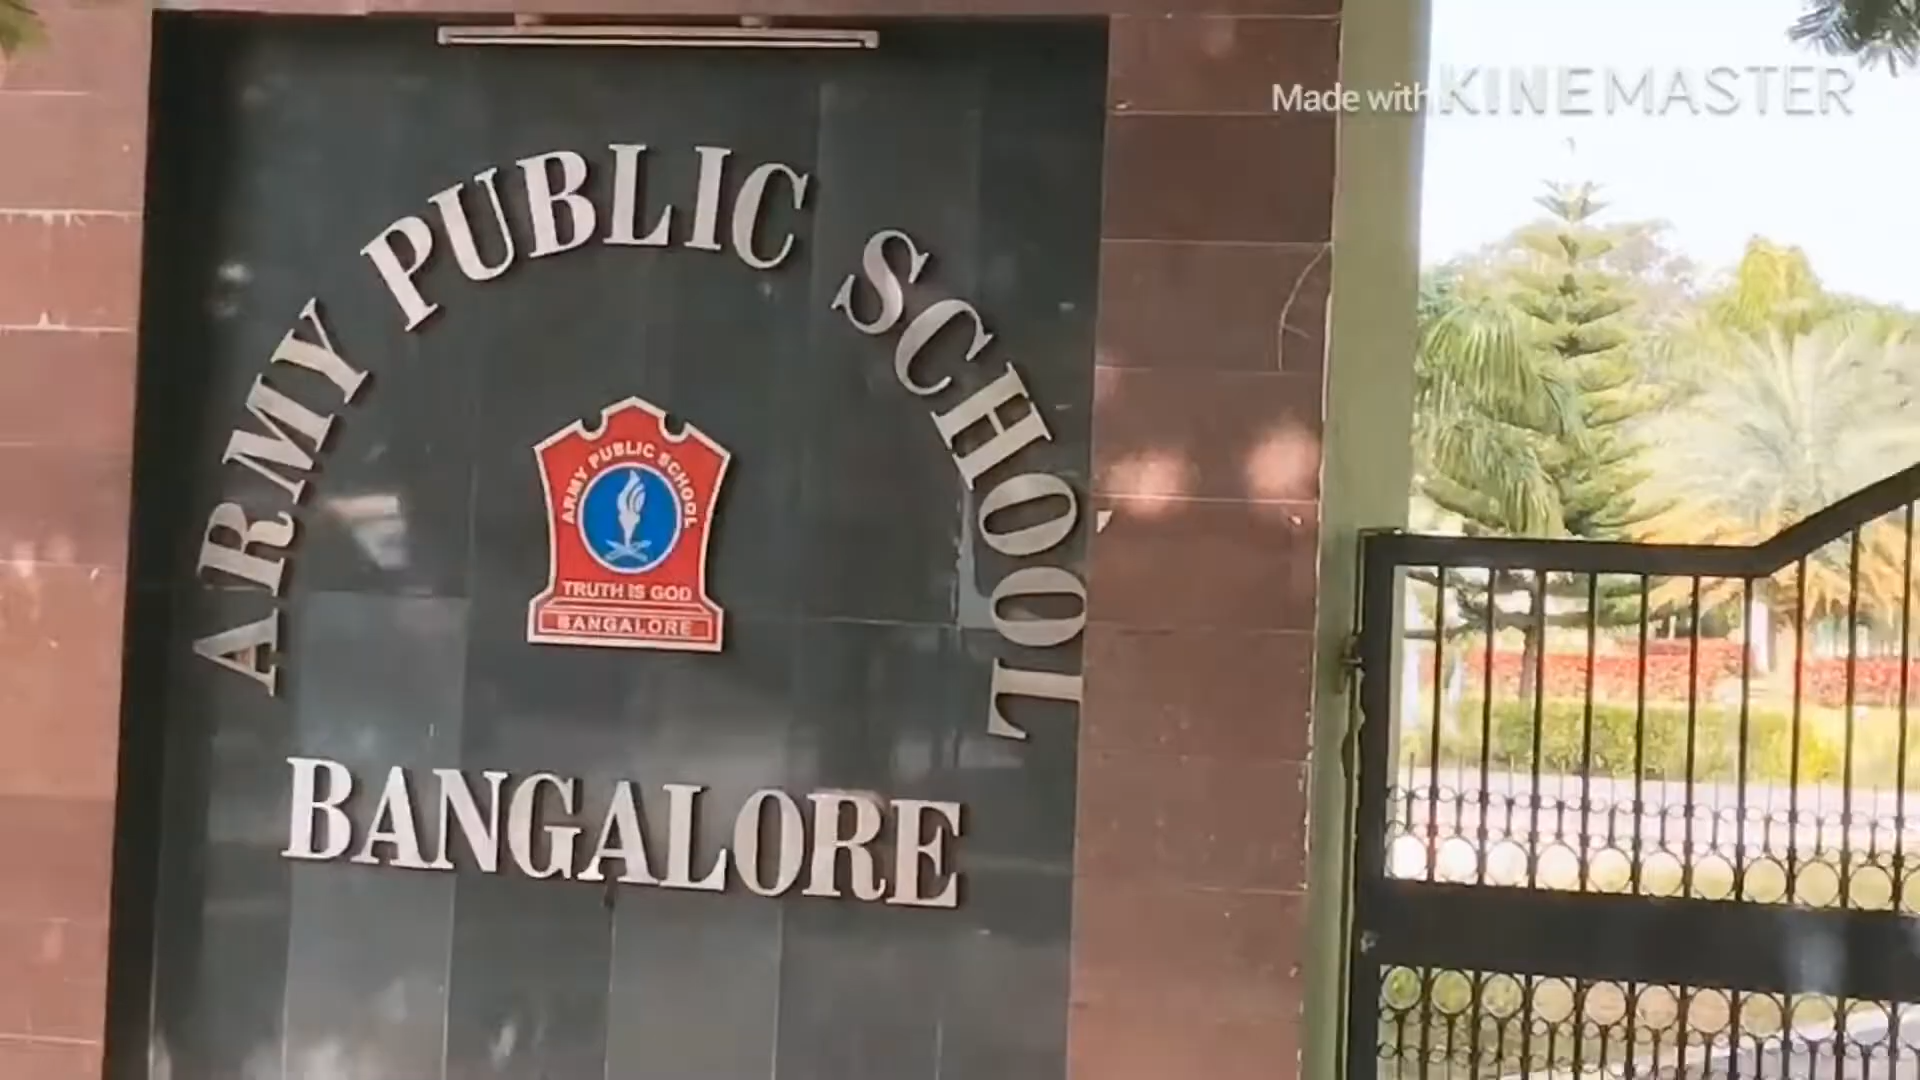 Made with KINEMASTER
ARMY PUBLIC SCHOOL
ARMY PUBLIC SCHOOL
TRUTH IS GOD
BANGALORE
BANGALORE